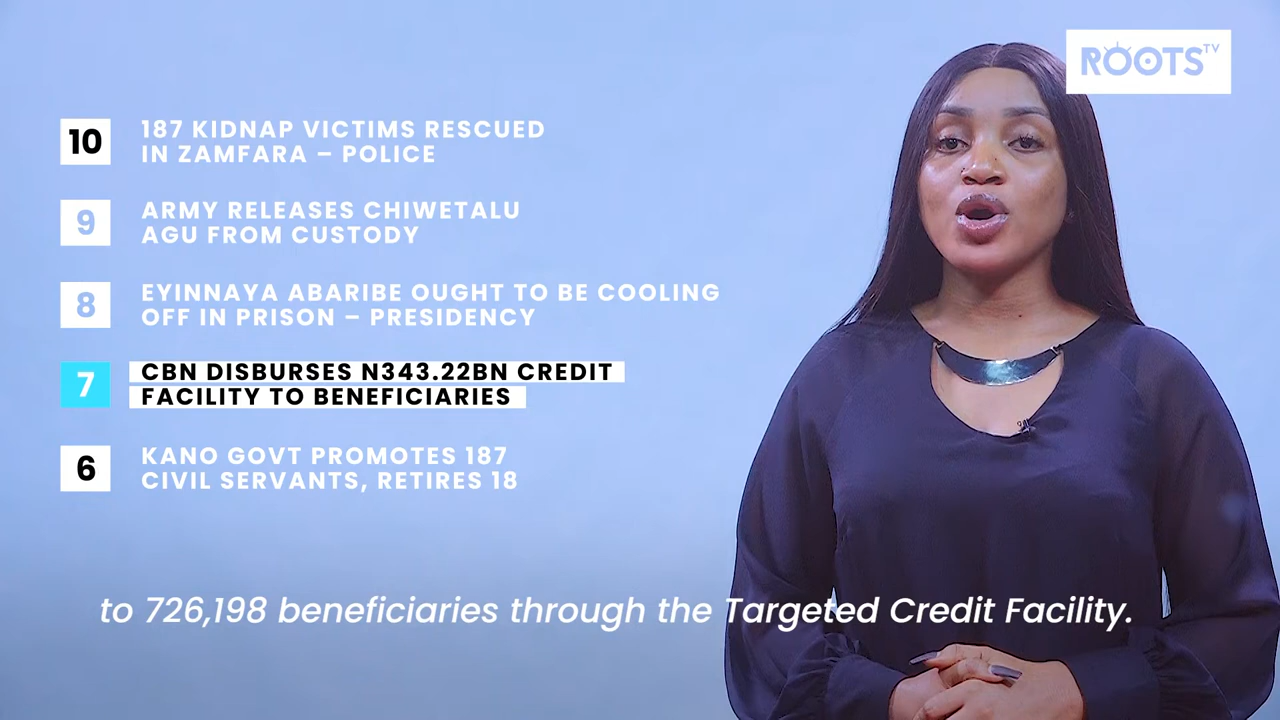 ROOTS TV
10
187 KIDNAP VICTIMS RESCUED
IN ZAMFARA – POLICE
9
ARMY RELEASES CHIWETALU
AGU FROM CUSTODY
8
EYINNAYA ABARIBE OUGHT TO BE COOLING
OFF IN PRISON – PRESIDENCY
7
CBN DISBURSES N343.22BN CREDIT
FACILITY TO BENEFICIARIES
6
KANO GOVT PROMOTES 187
CIVIL SERVANTS, RETIRES 18
to 726,198 beneficiaries through the Targeted Credit Facility.